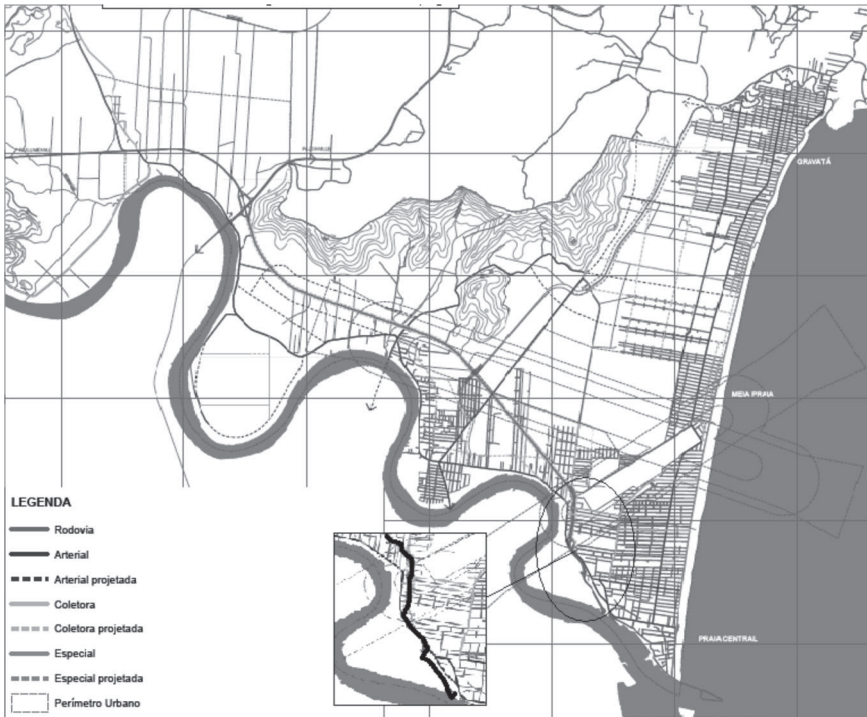 GRAVATÁ
MEIA PRAIA
PRAIA CENTRAL
LEGENDA
Rodovia
Arterial
Arterial projetada
Coletora
Coletora projetada
Especial
Especial projetada
Perímetro Urbano